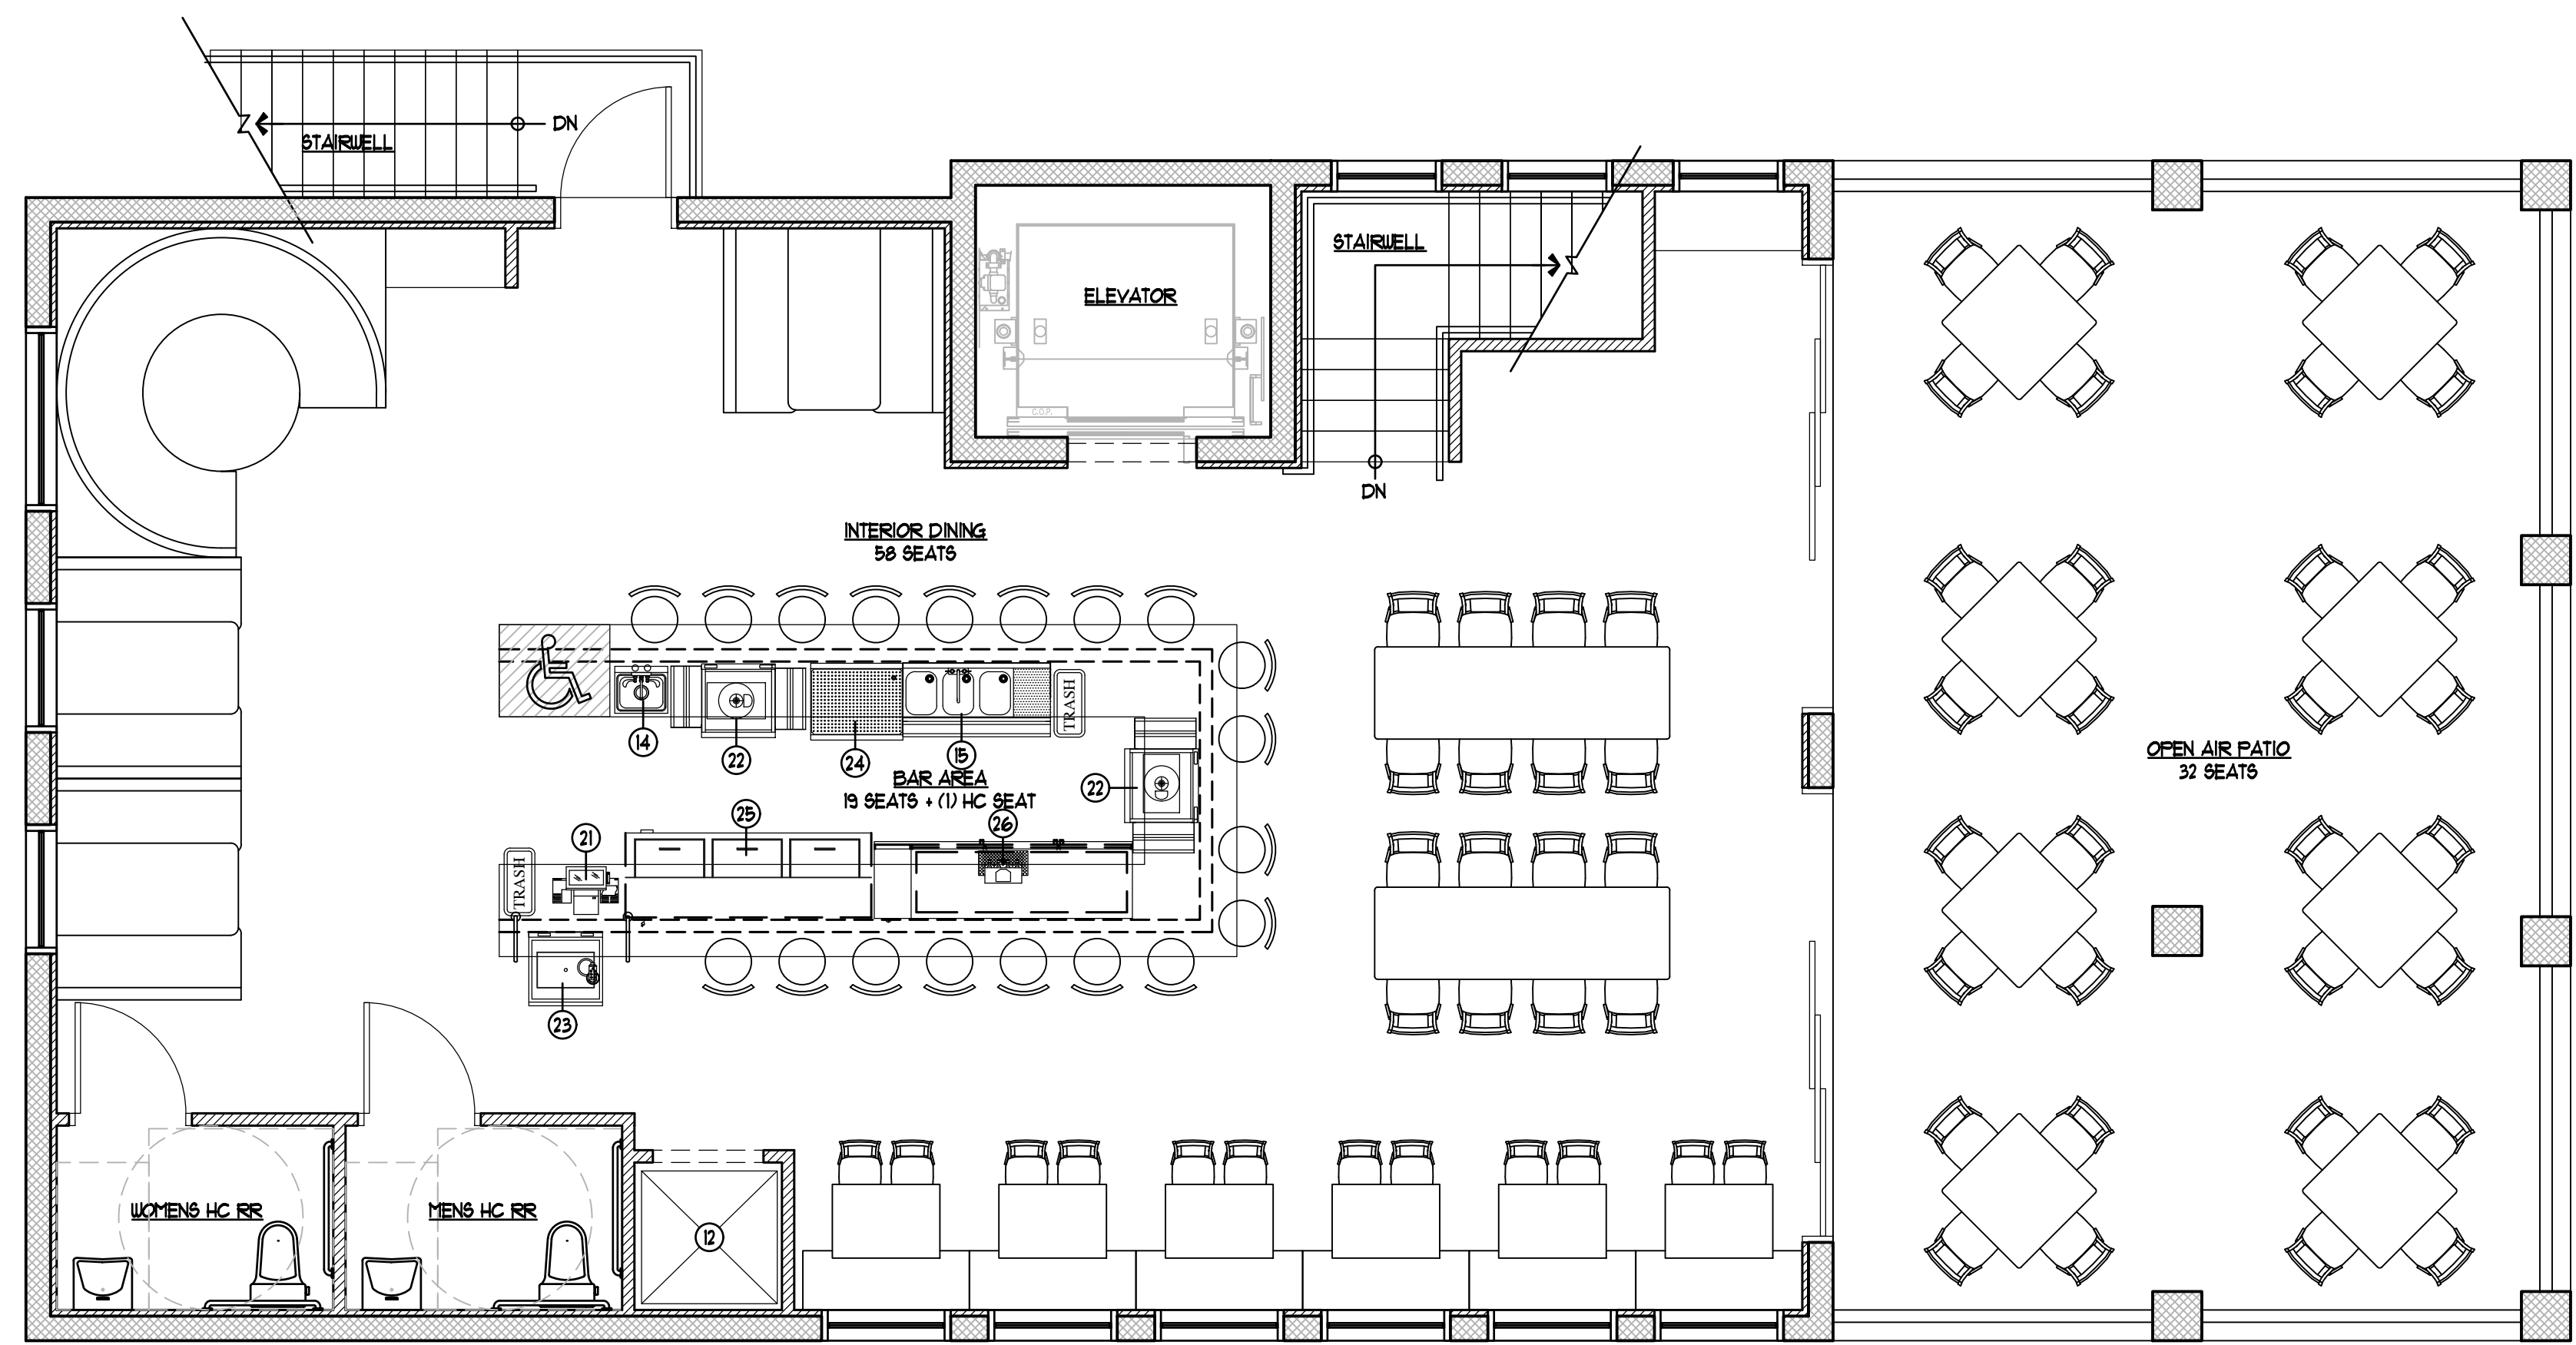 DN
STAIRWELL
STAIRWELL
ELEVATOR
C.O.P.
DN
INTERIOR DINING
58 SEATS
TRASH
14
22
24
15
BAR AREA
19 SEATS + (1) HC SEAT
22
OPEN AIR PATIO
32 SEATS
25
26
21
TRASH
23
WOMENS HC RR
MENS HC RR
12